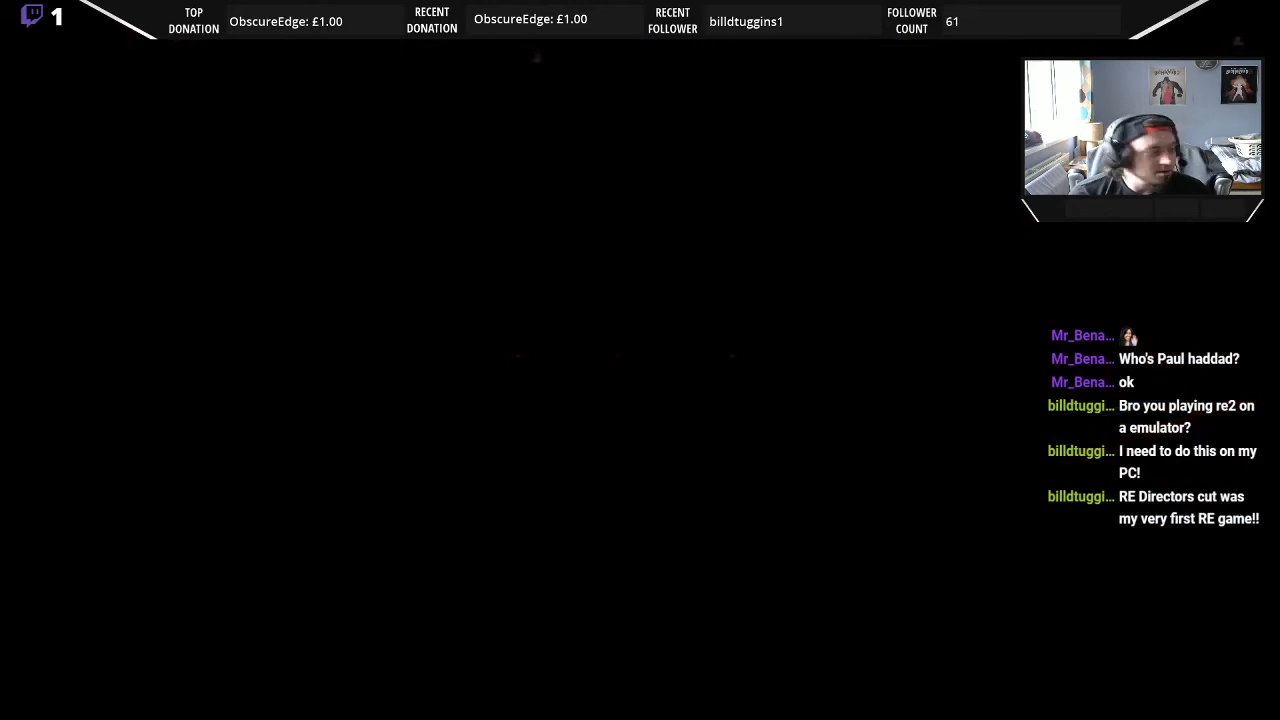 1
TOP DONATION
ObscureEdge: £1.00
RECENT DONATION
ObscureEdge: £1.00
RECENT FOLLOWER
billdtuggins1
FOLLOWER COUNT
61
Mr_Bena...
Mr_Bena... Who's Paul haddad?
Mr_Bena... ok
billdtuggi... Bro you playing re2 on
a emulator?
billdtuggi... I need to do this on my
PC!
billdtuggi... RE Directors cut was
my very first RE game!!